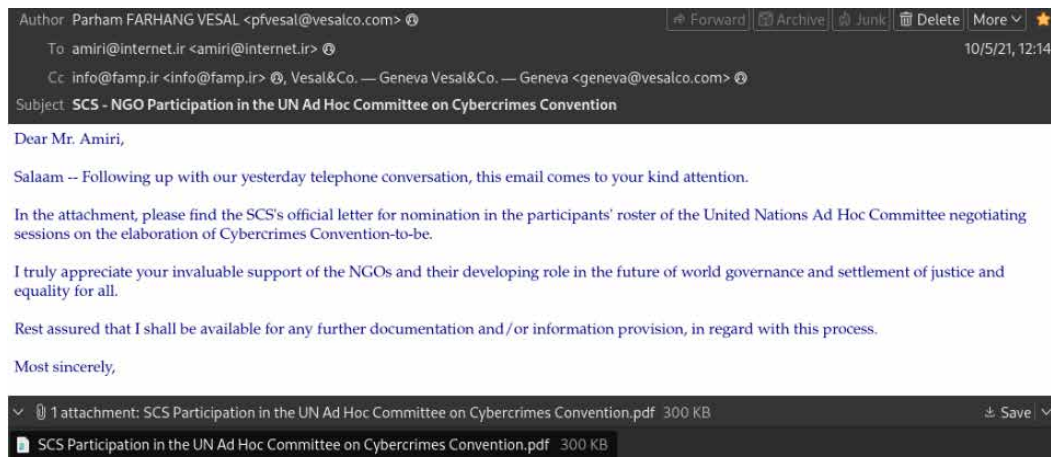 Author Parham FARHANG VESAL <pfvesal@vesalco.com>
Forward Archive Junk Delete More
To amiri@internet.ir <amiri@internet.ir>
10/5/21, 12:14
Cc info@famp.ir <info@famp.ir>, Vesal&Co. — Geneva Vesal&Co. — Geneva <geneva@vesalco.com>
Subject SCS - NGO Participation in the UN Ad Hoc Committee on Cybercrimes Convention
Dear Mr. Amiri,
Salaam -- Following up with our yesterday telephone conversation, this email comes to your kind attention.
In the attachment, please find the SCS's official letter for nomination in the participants' roster of the United Nations Ad Hoc Committee negotiating
sessions on the elaboration of Cybercrimes Convention-to-be.
I truly appreciate your invaluable support of the NGOs and their developing role in the future of world governance and settlement of justice and
equality for all.
Rest assured that I shall be available for any further documentation and/or information provision, in regard with this process.
Most sincerely,
1 attachment: SCS Participation in the UN Ad Hoc Committee on Cybercrimes Convention.pdf 300 KB
Save
SCS Participation in the UN Ad Hoc Committee on Cybercrimes Convention.pdf 300 KB